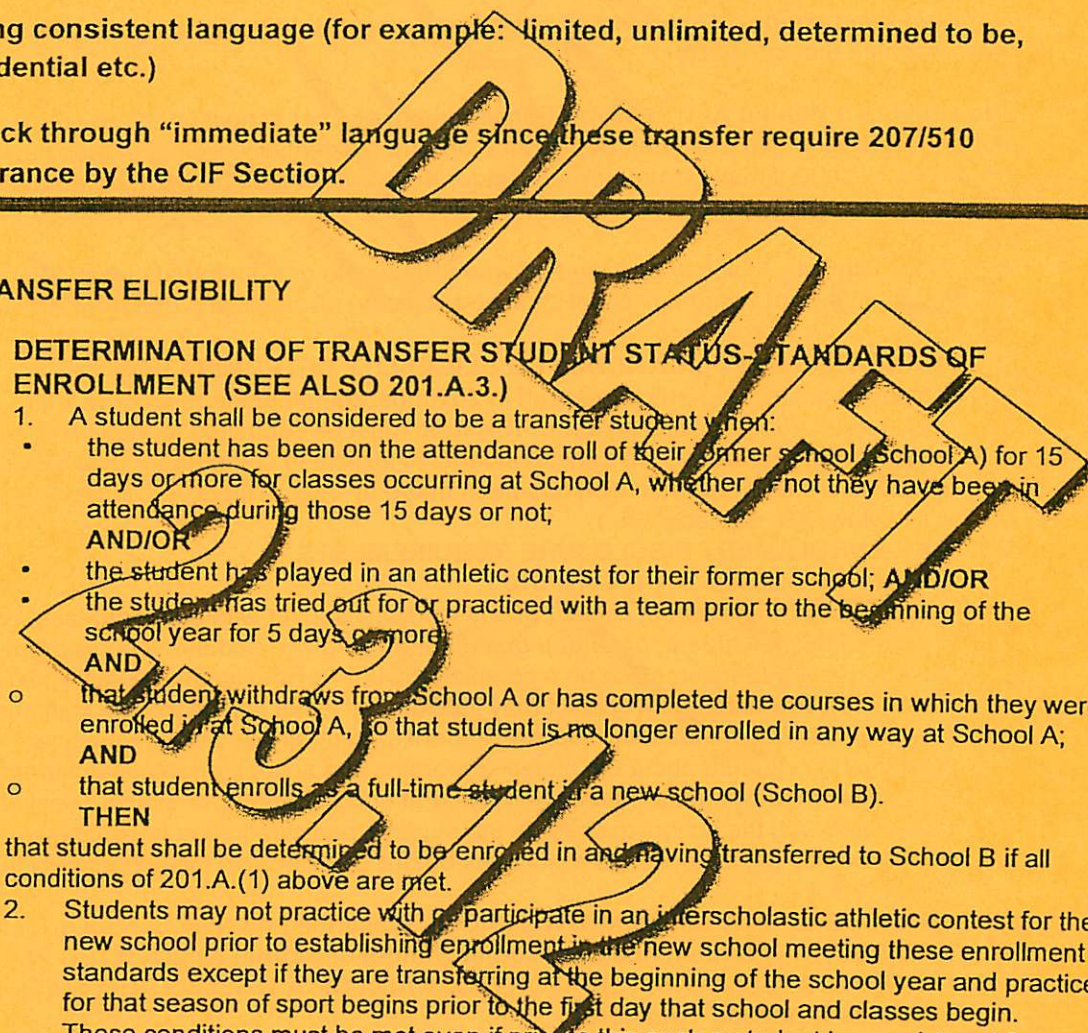 ng consistent language (for example: limited, unlimited, determined to be,
dential etc.)
ck through "immediate" language since these transfer require 207/510
rance by the CIF Section.
ANSFER ELIGIBILITY
DETERMINATION OF TRANSFER STUDENT STATUS-STANDARDS OF
ENROLLMENT (SEE ALSO 201.A.3.)
1. A student shall be considered to be a transfer student when:
• the student has been on the attendance roll of their former school (School A) for 15
days or more for classes occurring at School A, whether or not they have been in
attendance during those 15 days or not;
AND/OR
• the student has played in an athletic contest for their former school; AND/OR
• the student has tried out for or practiced with a team prior to the beginning of the
school year for 5 days or more
AND
o that student withdraws from School A or has completed the courses in which they wer
enrolled in at School A, so that student is no longer enrolled in any way at School A;
AND
o that student enrolls as a full-time student in a new school (School B).
THEN
that student shall be determined to be enrolled in and having transferred to School B if all
conditions of 201.A.(1) above are met.
2. Students may not practice with or participate in an interscholastic athletic contest for the
new school prior to establishing enrollment in the new school meeting these enrollment
standards except if they are transferring at the beginning of the school year and practice
for that season of sport begins prior to the first day that school and classes begin.
These conditions must be met even if
DRAFT
2.3.12